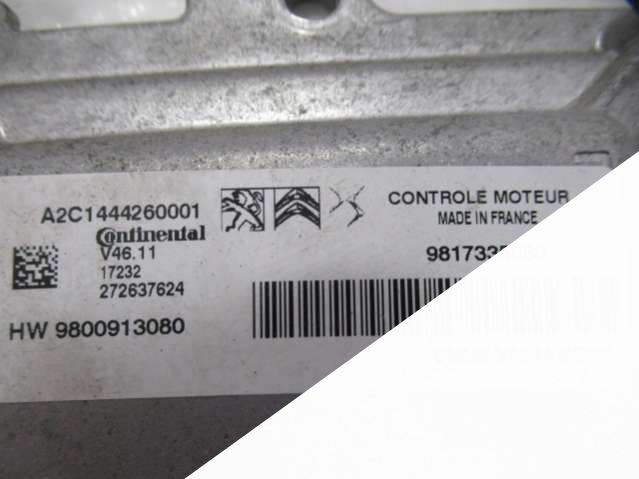 A2C1444260001
Continental
V46.11
17232
272637624
HW 9800913080
CONTROLE MOTEUR
MADE IN FRANCE